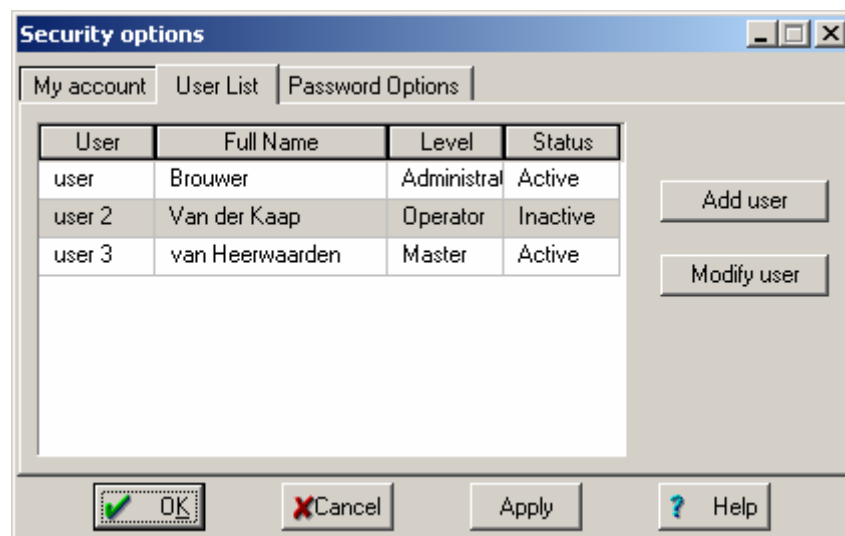 Security options
My account User List Password Options
User Full Name Level Status
user Brouwer Administrat Active
user 2 Van der Kaap Operator Inactive
user 3 van Heerwaarden Master Active
Add user
Modify user
OK Cancel Apply ? Help